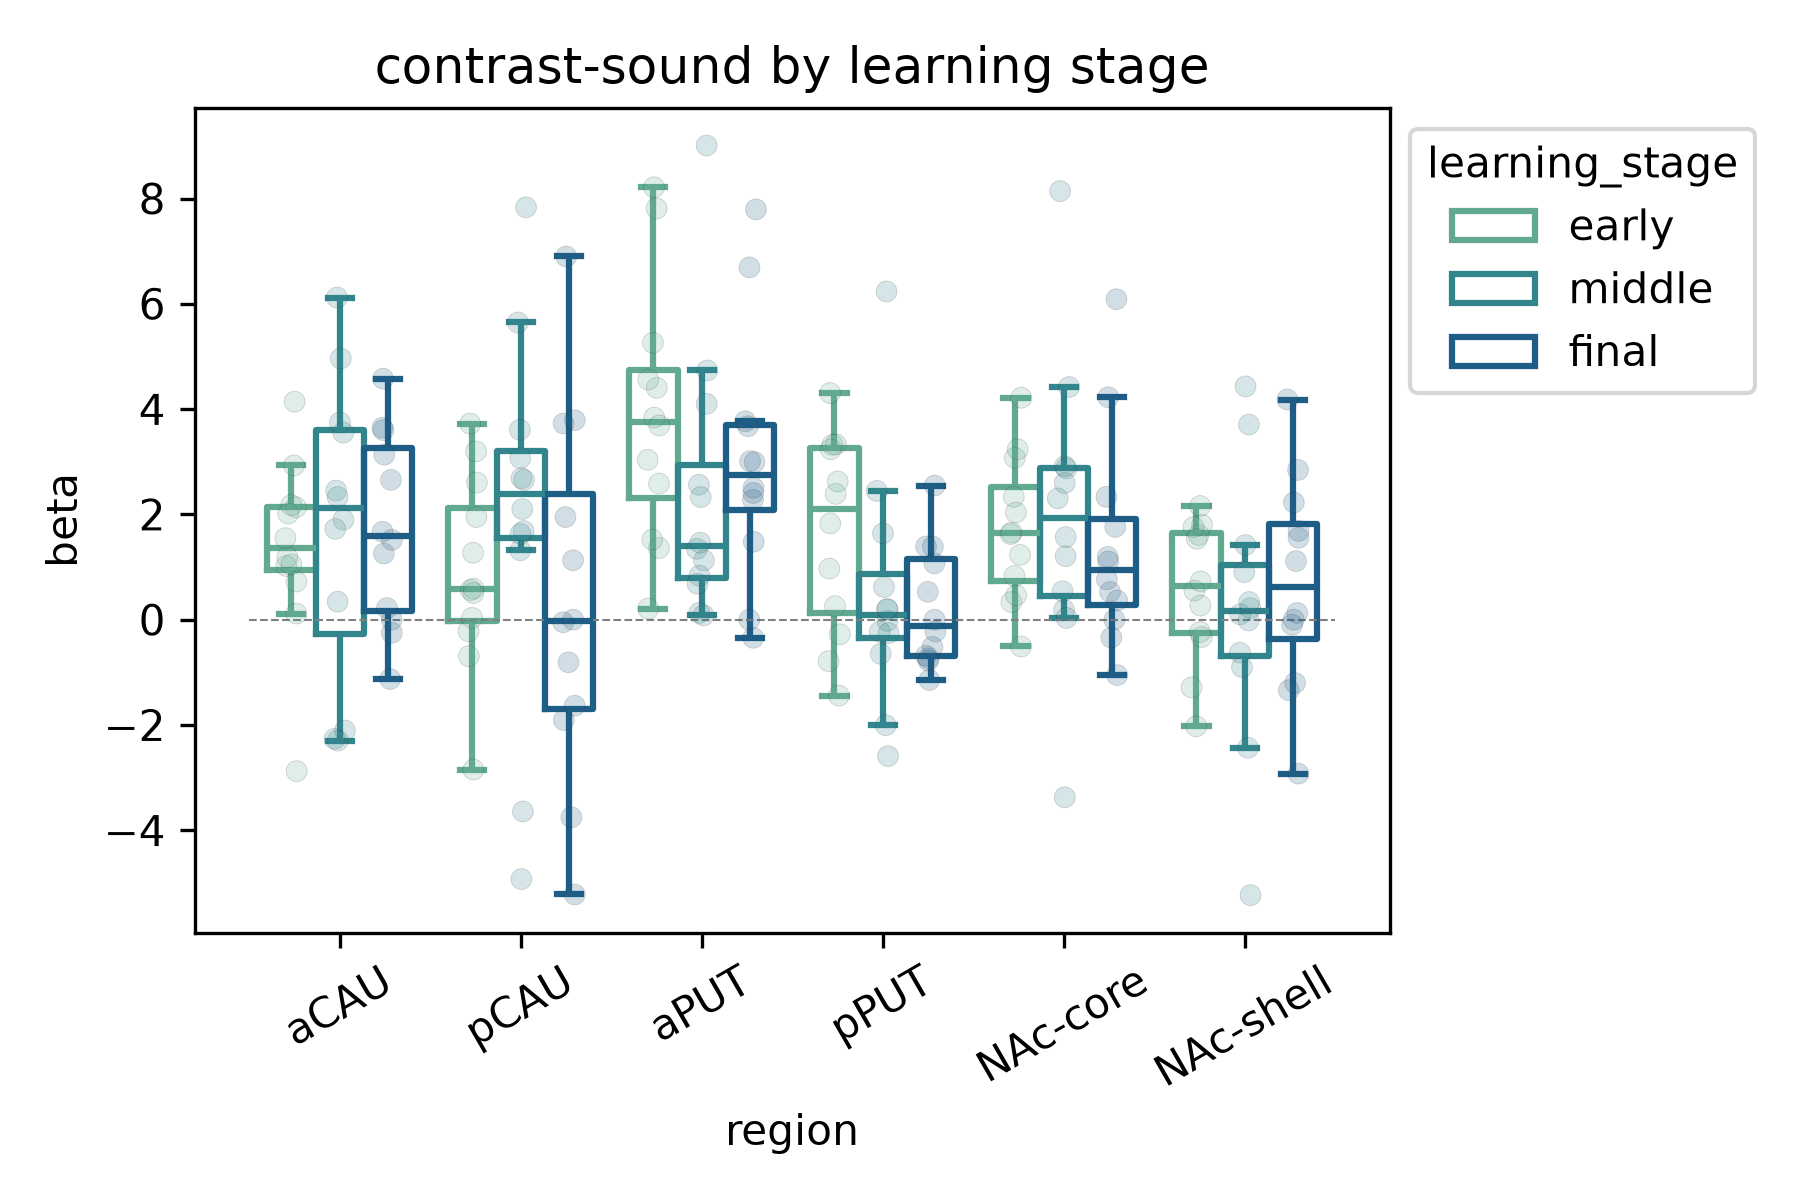 contrast-sound by learning stage
learning_stage
early
middle
final
beta
8
6
4
2
0
−2
−4
aCAU
pCAU
aPUT
pPUT
NAc-core
NAc-shell
region